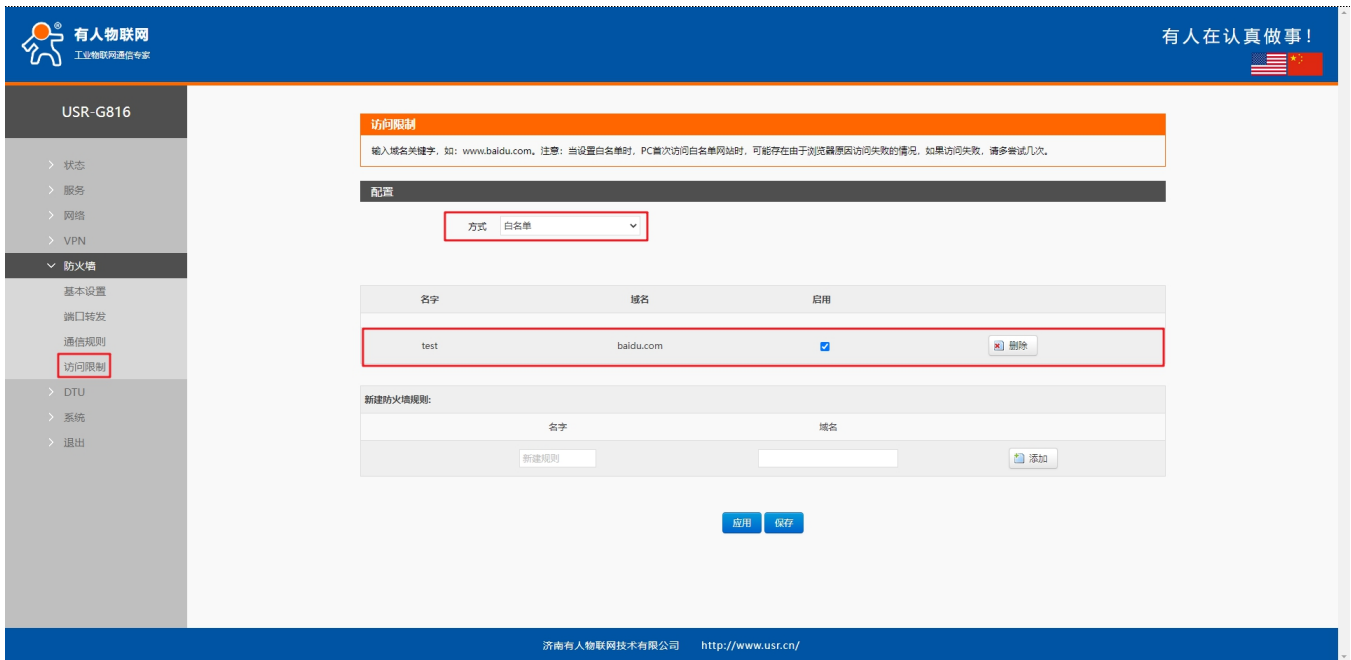 有人物联网
工业物联网通信专家
有人在认真做事!
USR-G816
状态
服务
网络
VPN
防火墙
基本设置
端口转发
通信规则
访问限制
DTU
系统
退出
访问限制
输入域名关键字，如：www.baidu.com。注意：当设置白名单时，PC首次访问白名单网站时，可能存在由于浏览器原因访问失败的情况，如果访问失败，请多尝试几次。
配置
方式 白名单
名字 域名 启用
test baidu.com 删除
新建防火墙规则:
名字 域名
新建规则 添加
应用 保存
济南有人物联网技术有限公司 http://www.usr.cn/